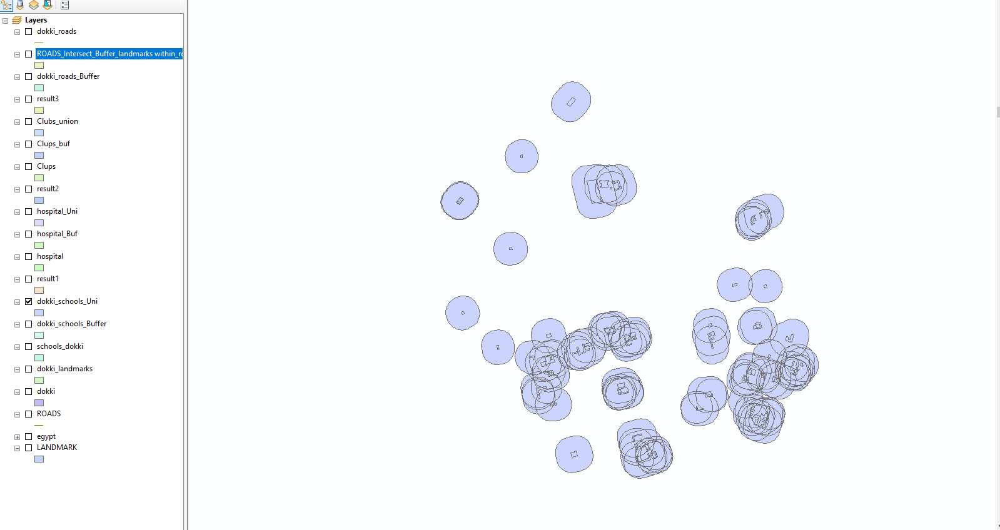 Layers
dokki_roads
ROADS_Intersect_Buffer_landmarks within_ro
dokki_roads_Buffer
result3
Clubs_union
Clups_buf
Clups
result2
hospital_Uni
hospital_Buf
hospital
result1
dokki_schools_Uni
dokki_schools_Buffer
schools_dokki
dokki_landmarks
dokki
ROADS
egypt
LANDMARK